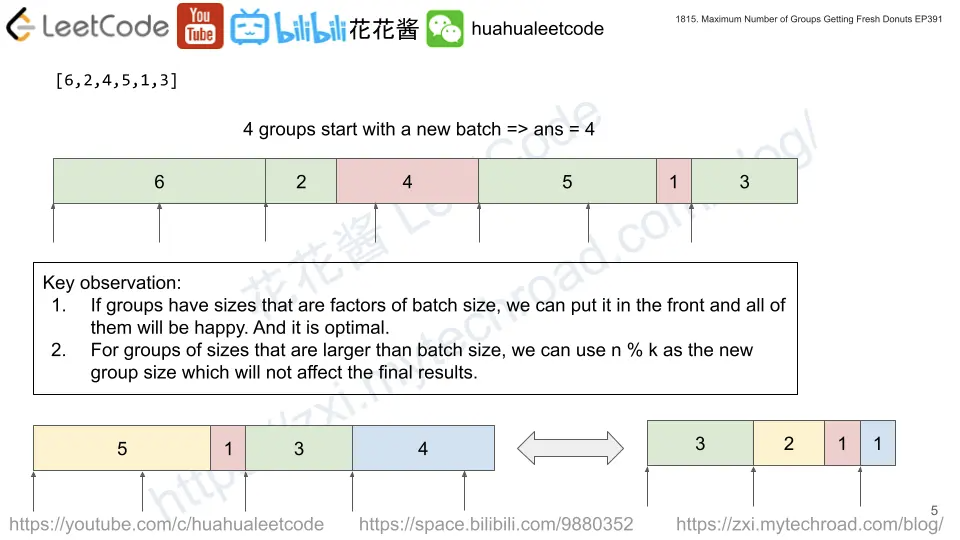 LeetCode You Tube bilibili 花花酱 huahualeetcode
1815. Maximum Number of Groups Getting Fresh Donuts EP391
[6,2,4,5,1,3]
4 groups start with a new batch => ans = 4
6 2 4 5 1 3
Key observation:
1. If groups have sizes that are factors of batch size, we can put it in the front and all of
them will be happy. And it is optimal.
2. For groups of sizes that are larger than batch size, we can use n % k as the new
group size which will not affect the final results.
5 1 3 4
3 2 1 1
花花酱 LeetCode
https://zxi.mytechroad.com/blog/
https://youtube.com/c/huahualeetcode
https://space.bilibili.com/9880352
https://zxi.mytechroad.com/blog/
5